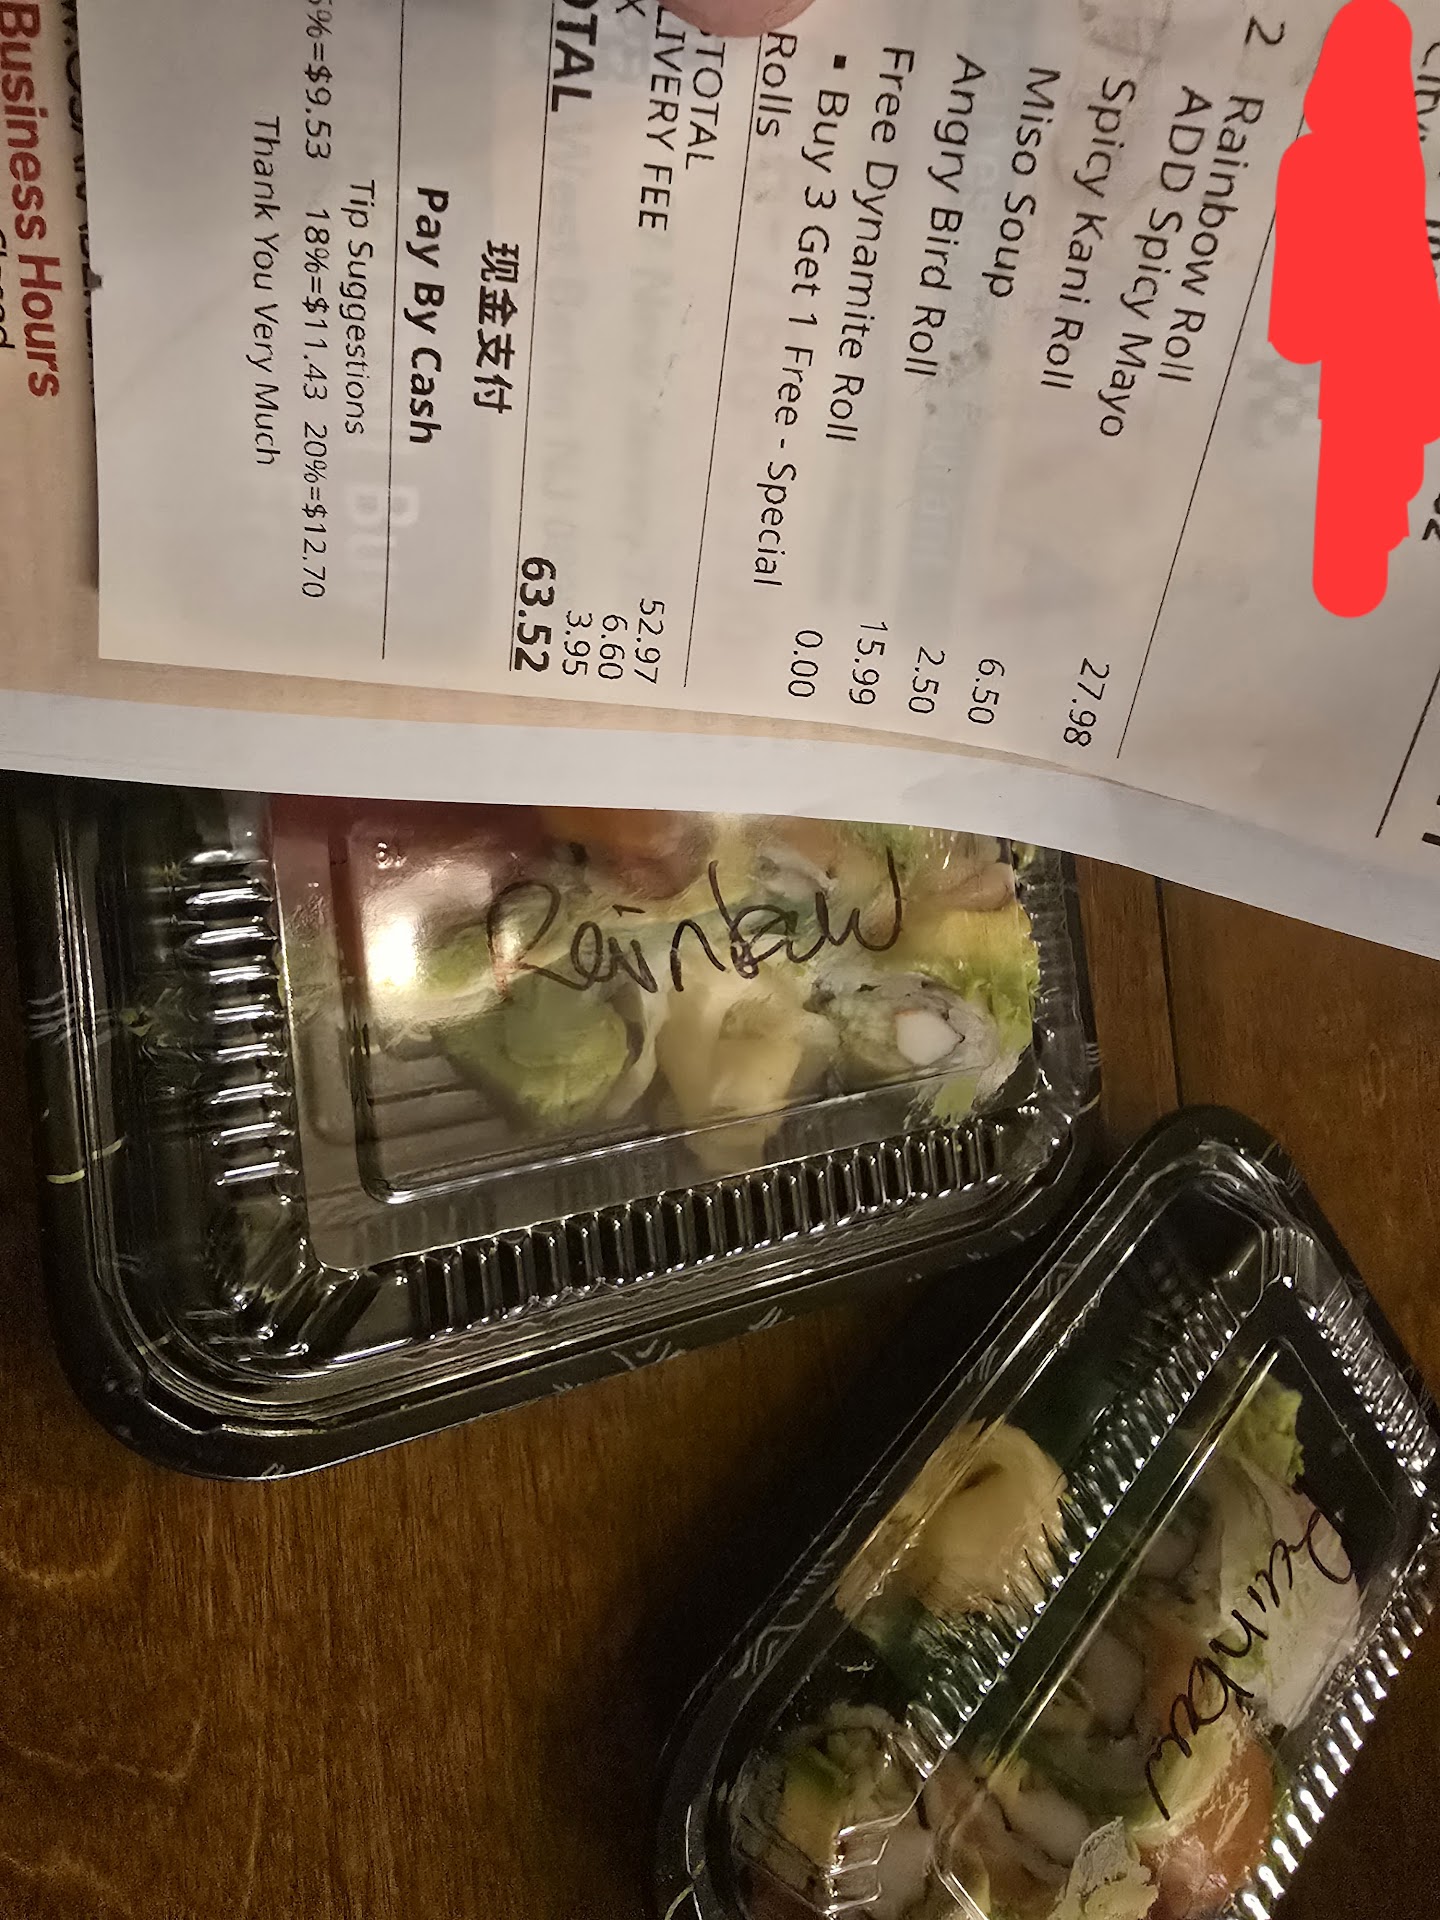 2 Rainbow Roll 27.98
ADD Spicy Mayo
Spicy Kani Roll 6.50
Miso Soup 2.50
Angry Bird Roll 15.99
Free Dynamite Roll 0.00
▪ Buy 3 Get 1 Free - Special
Rolls
TOTAL 52.97
LIVERY FEE 6.60
X 3.95
OTAL 63.52
现金支付
Pay By Cash
Tip Suggestions
5%=$9.53 18%=$11.43 20%=$12.70
Thank You Very Much
Business Hours
Rainbow
Rainbow